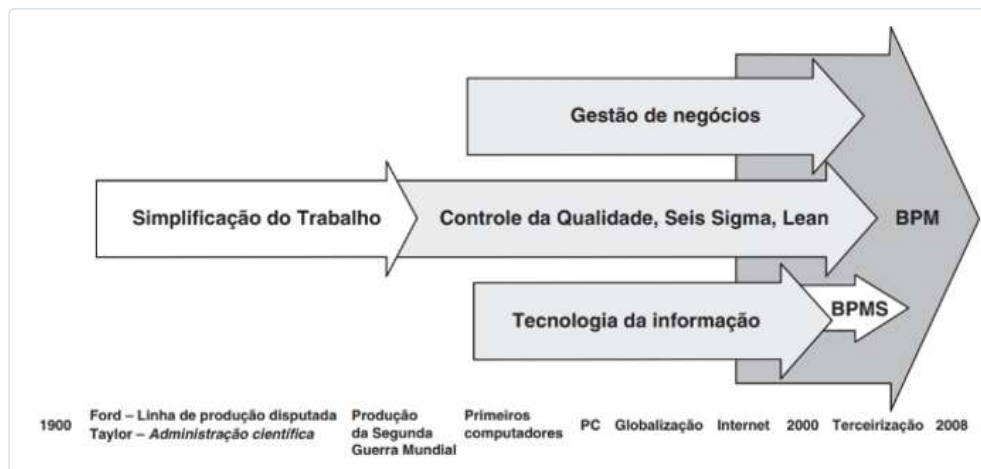 Gestão de negócios
Simplificação do Trabalho
Controle da Qualidade, Seis Sigma, Lean
BPM
Tecnologia da informação
BPMS
1900
Ford – Linha de produção disputada
Taylor – Administração científica
Produção
da Segunda
Guerra Mundial
Primeiros
computadores
PC
Globalização
Internet
2000
Terceirização
2008